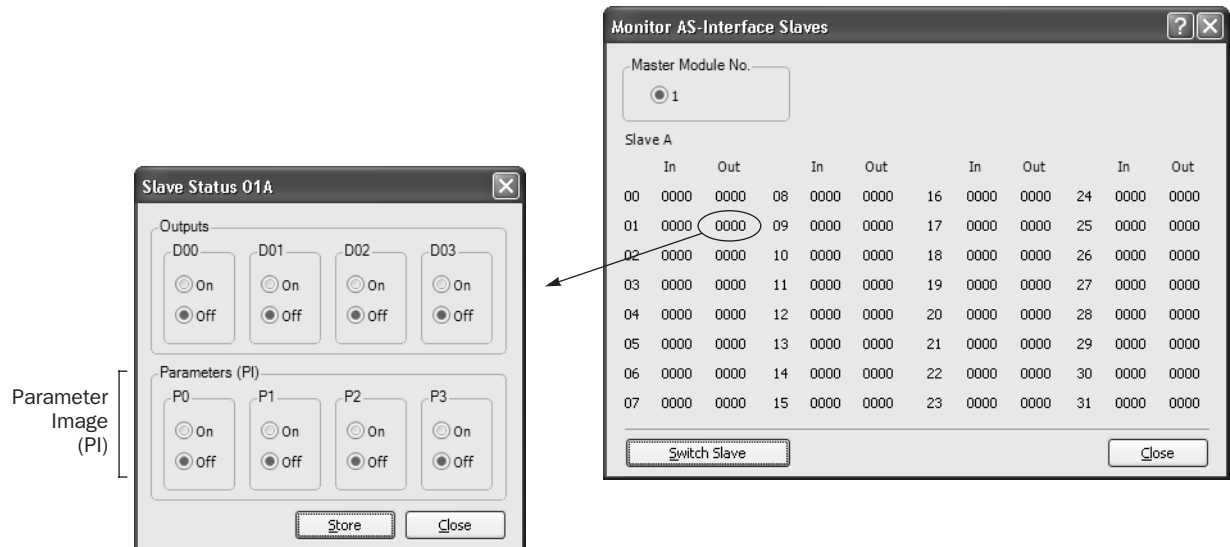 Monitor AS-Interface Slaves
Master Module No.
1
Slave A
In Out In Out In Out In Out
00 0000 0000 08 0000 0000 16 0000 0000 24 0000 0000
01 0000 0000 09 0000 0000 17 0000 0000 25 0000 0000
02 0000 0000 10 0000 0000 18 0000 0000 26 0000 0000
03 0000 0000 11 0000 0000 19 0000 0000 27 0000 0000
04 0000 0000 12 0000 0000 20 0000 0000 28 0000 0000
05 0000 0000 13 0000 0000 21 0000 0000 29 0000 0000
06 0000 0000 14 0000 0000 22 0000 0000 30 0000 0000
07 0000 0000 15 0000 0000 23 0000 0000 31 0000 0000
Switch Slave Close
Slave Status 01A
Outputs
DO0 DO1 DO2 DO3
On On On On
Off Off Off Off
Parameters (PI)
P0 P1 P2 P3
On On On On
Off Off Off Off
Store Close
Parameter
Image
(PI)